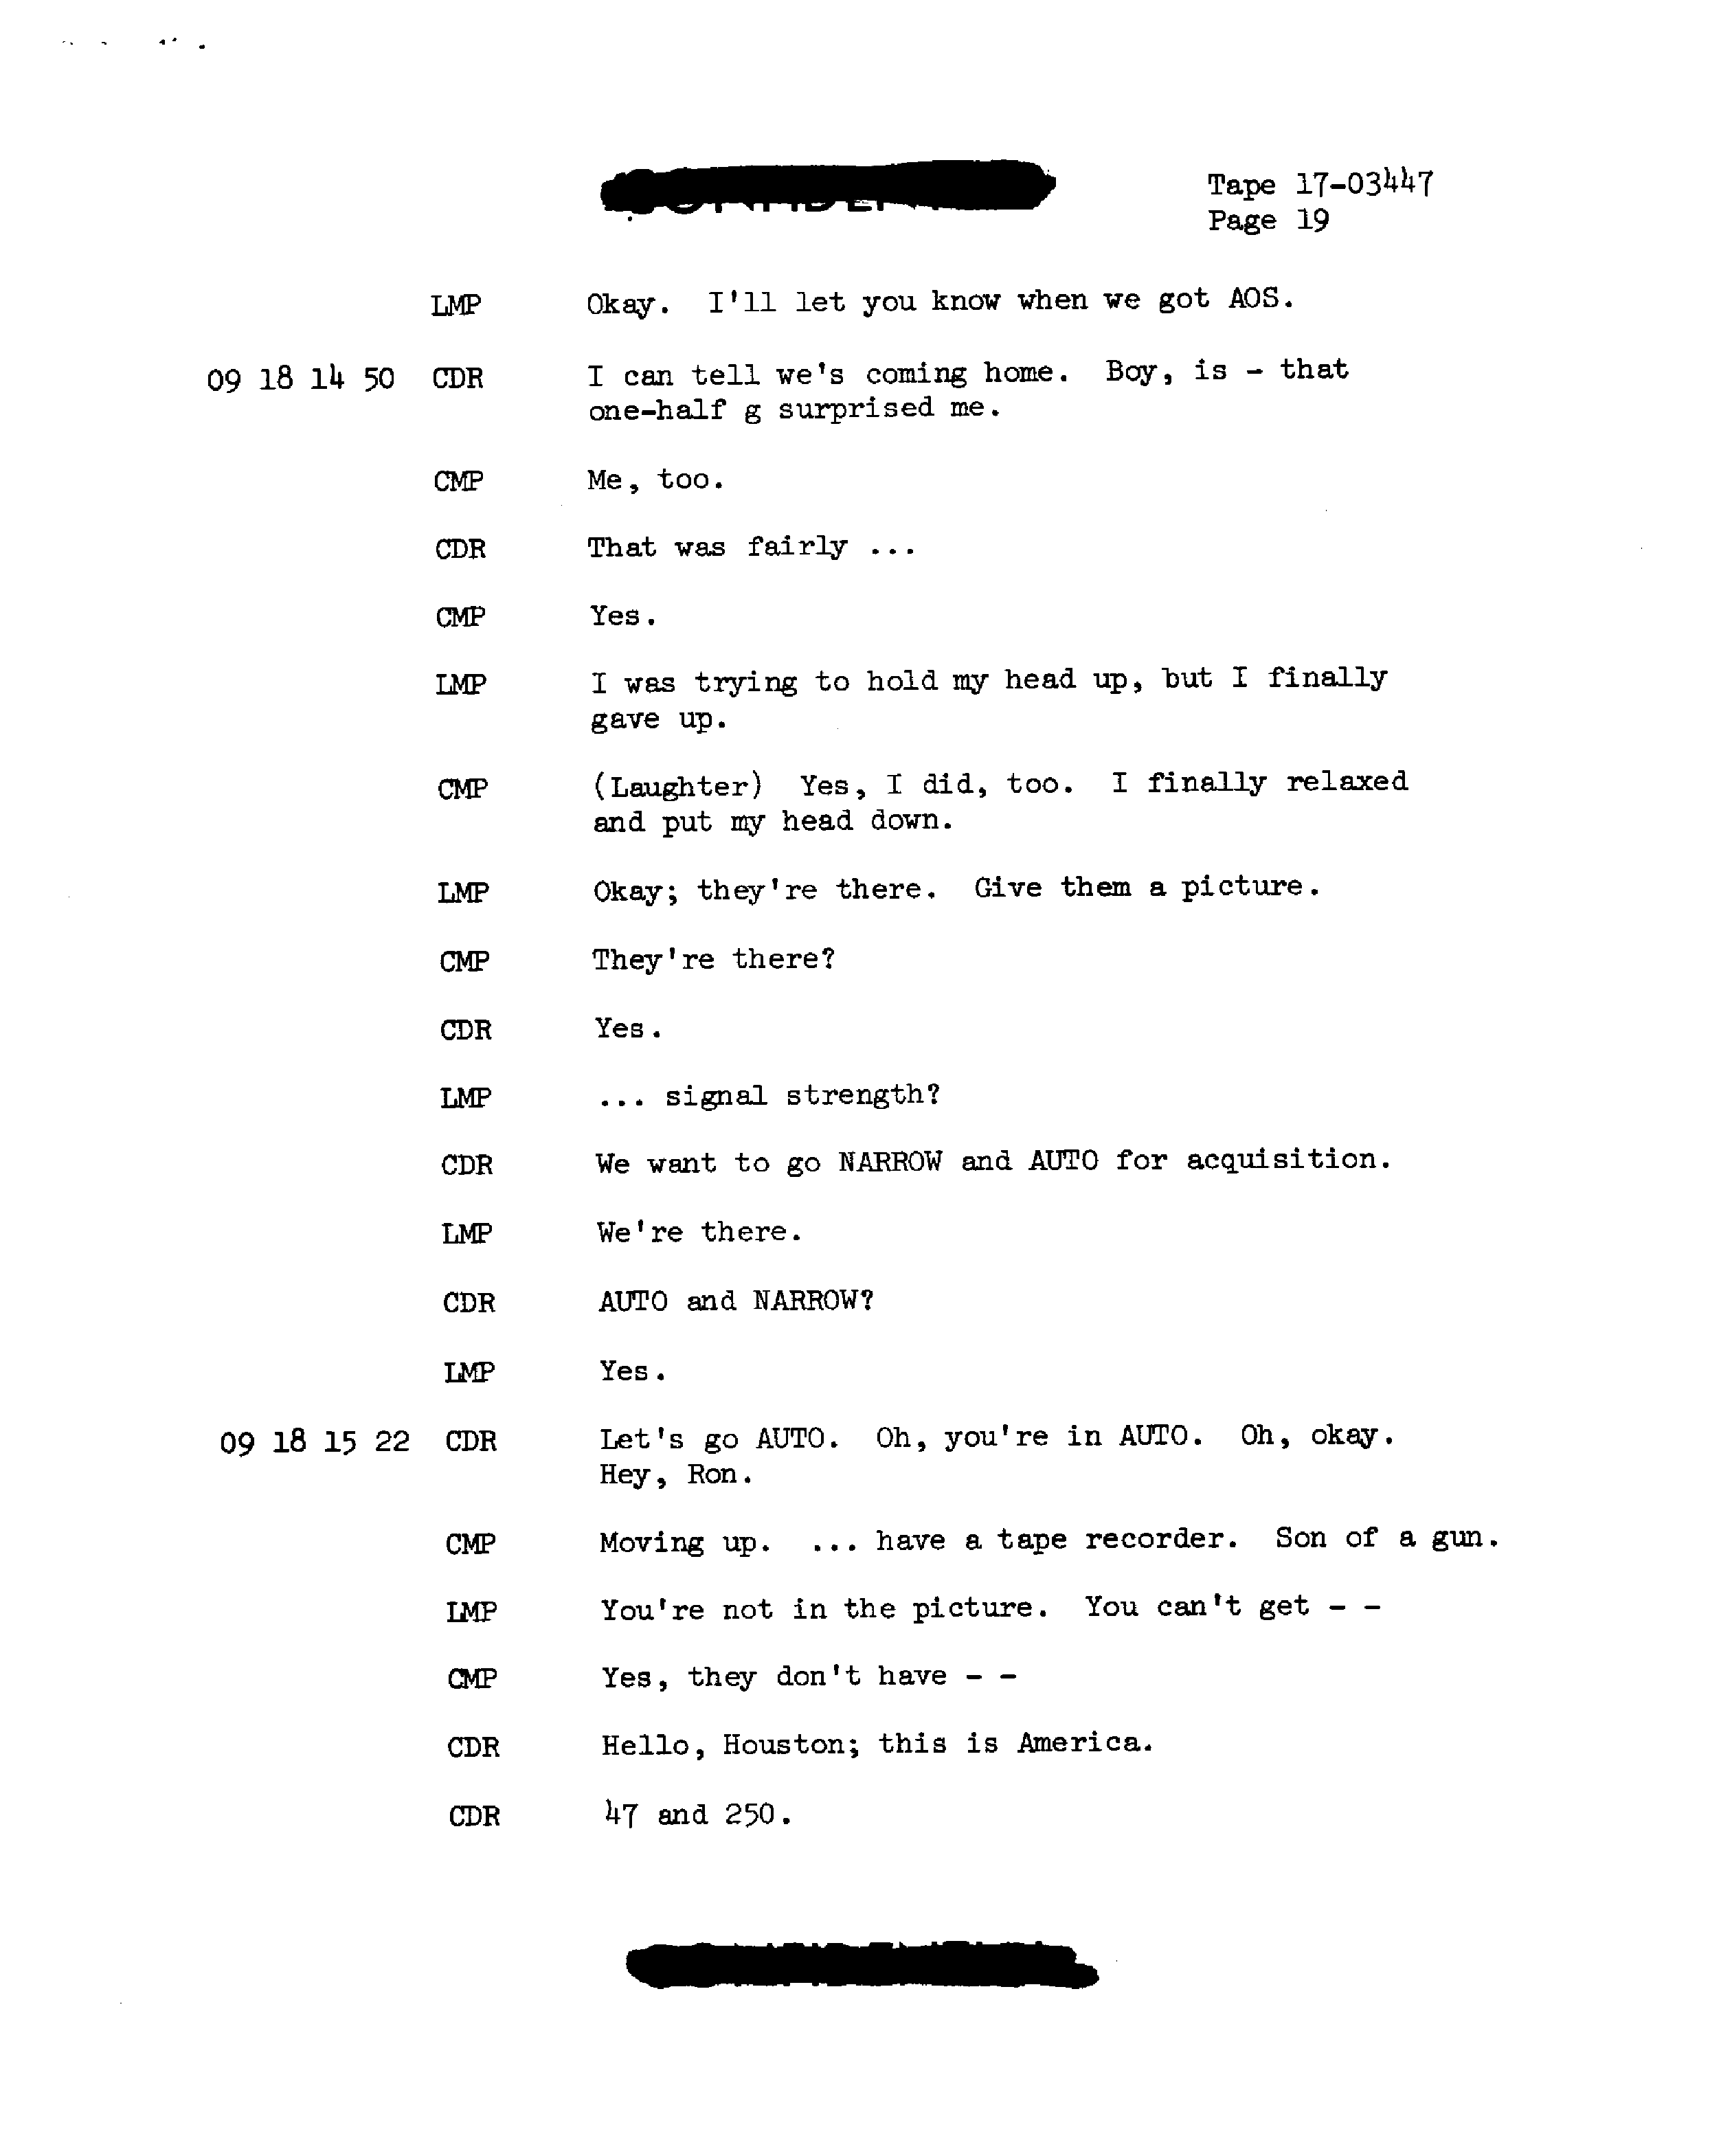 Tape 17-03447
Page 19
LMP Okay. I'll let you know when we got AOS.
09 18 14 50 CDR I can tell we's coming home. Boy, is - that
one-half g surprised me.
CMP Me, too.
CDR That was fairly ...
CMP Yes.
LMP I was trying to hold my head up, but I finally
gave up.
CMP (Laughter) Yes, I did, too. I finally relaxed
and put my head down.
LMP Okay; they're there. Give them a picture.
CMP They're there?
CDR Yes.
LMP ... signal strength?
CDR We want to go NARROW and AUTO for acquisition.
LMP We're there.
CDR AUTO and NARROW?
LMP Yes.
09 18 15 22 CDR Let's go AUTO. Oh, you're in AUTO. Oh, okay.
Hey, Ron.
CMP Moving up. ... have a tape recorder. Son of a gun.
LMP You're not in the picture. You can't get - -
CMP Yes, they don't have - -
CDR Hello, Houston; this is America.
CDR 47 and 250.